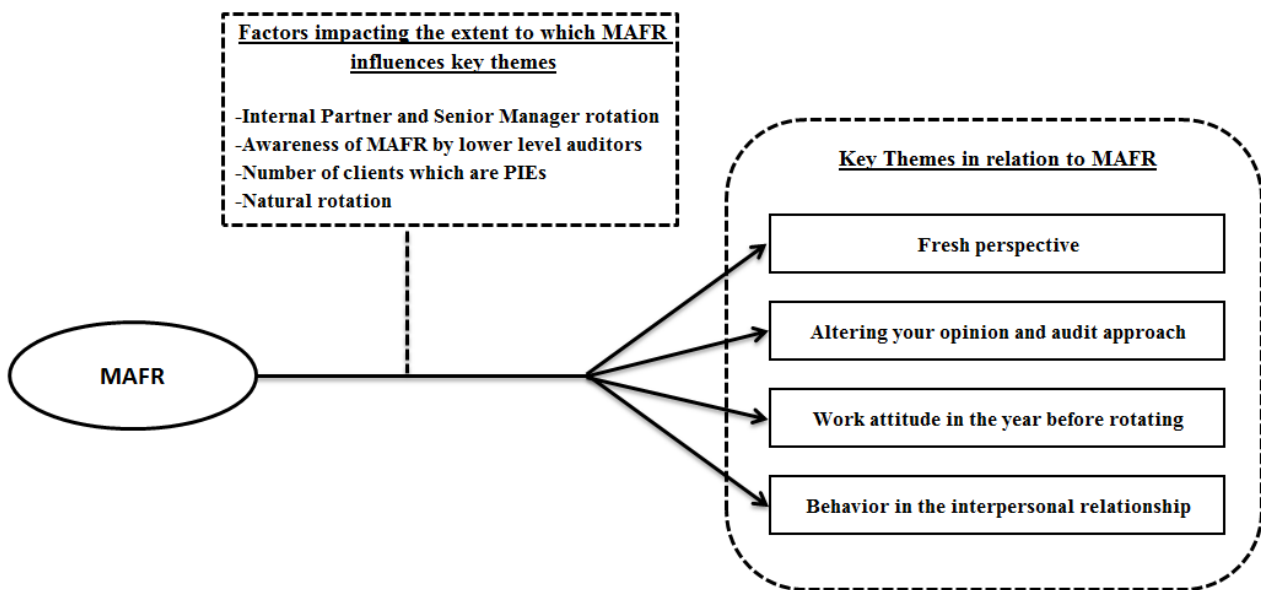 Factors impacting the extent to which MAFR
influences key themes
-Internal Partner and Senior Manager rotation
-Awareness of MAFR by lower level auditors
-Number of clients which are PIEs
-Natural rotation
Key Themes in relation to MAFR
Fresh perspective
Altering your opinion and audit approach
MAFR
Work attitude in the year before rotating
Behavior in the interpersonal relationship